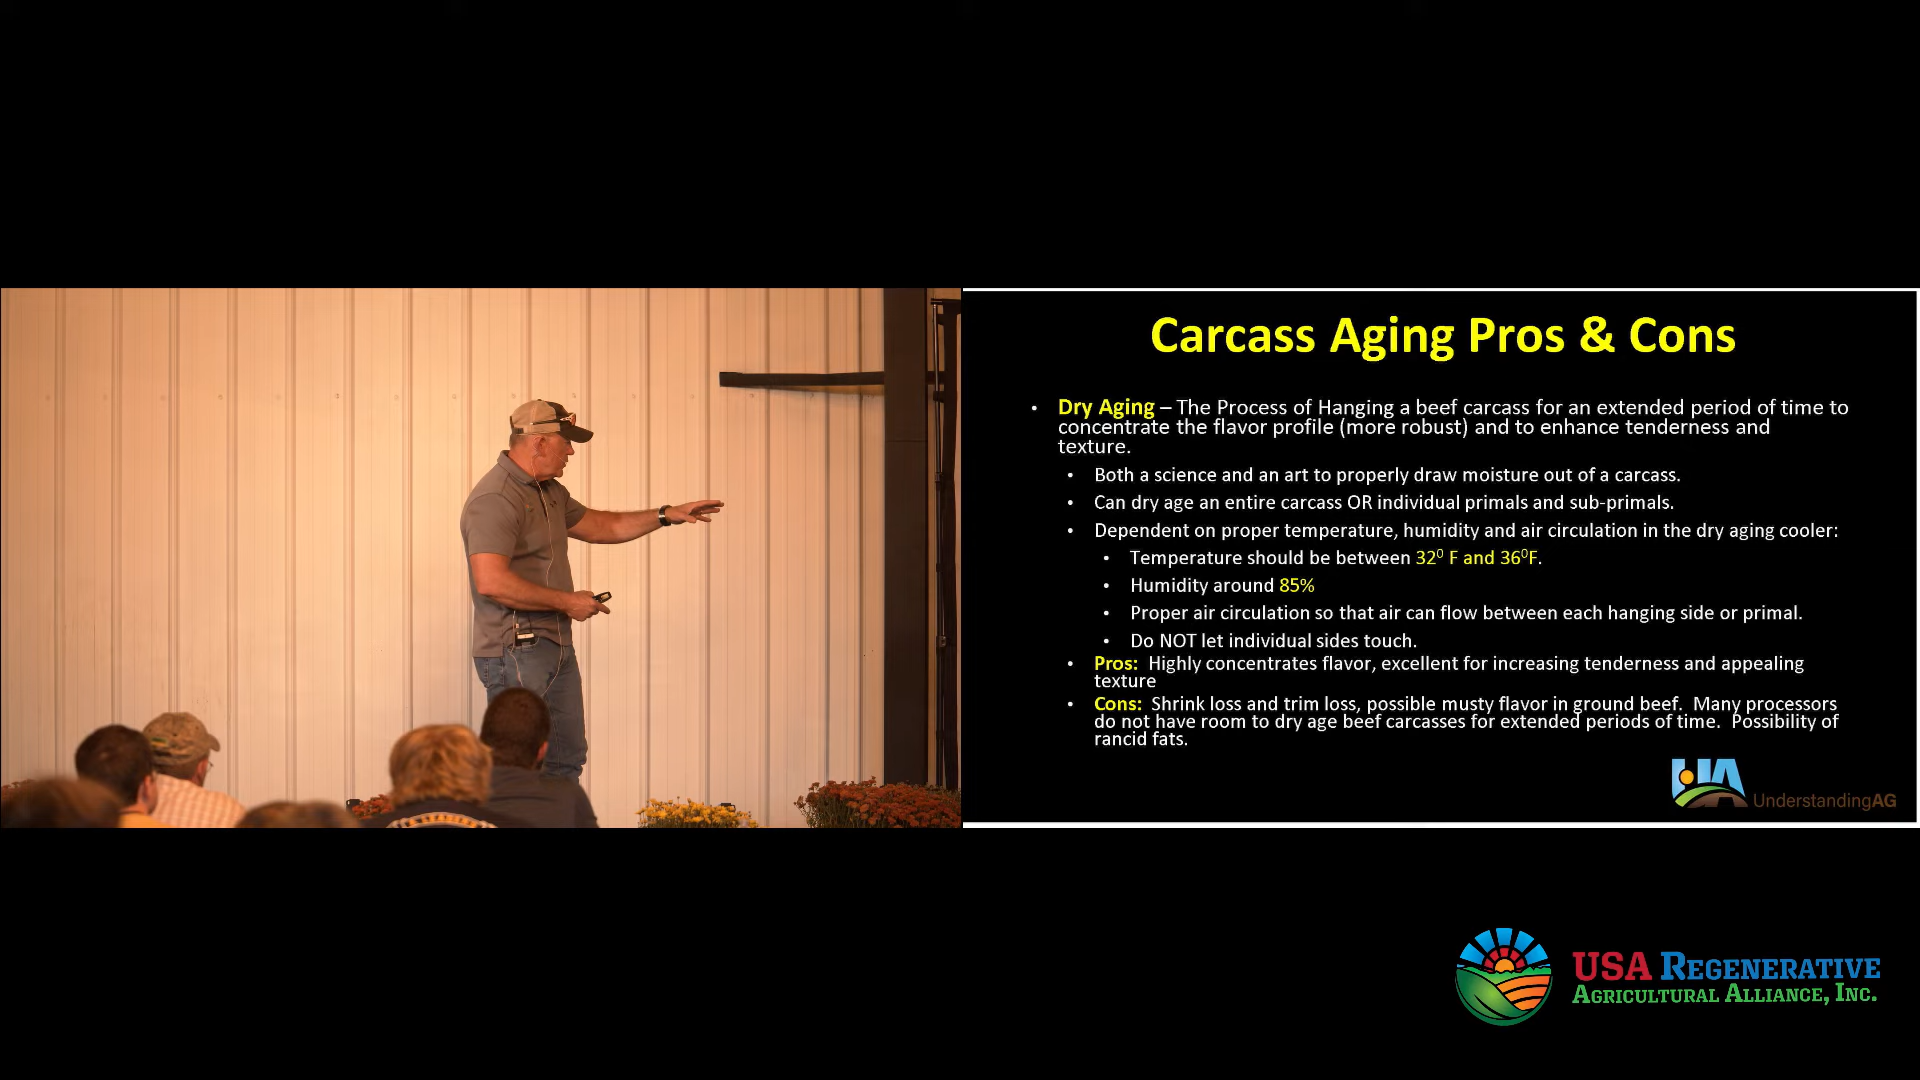 Carcass Aging Pros & Cons
• Dry Aging – The Process of Hanging a beef carcass for an extended period of time to
concentrate the flavor profile (more robust) and to enhance tenderness and
texture.
• Both a science and an art to properly draw moisture out of a carcass.
• Can dry age an entire carcass OR individual primals and sub-primals.
• Dependent on proper temperature, humidity and air circulation in the dry aging cooler:
• Temperature should be between 32⁰ F and 36⁰F.
• Humidity around 85%
• Proper air circulation so that air can flow between each hanging side or primal.
• Do NOT let individual sides touch.
• Pros: Highly concentrates flavor, excellent for increasing tenderness and appealing
texture
• Cons: Shrink loss and trim loss, possible musty flavor in ground beef. Many processors
do not have room to dry age beef carcasses for extended periods of time. Possibility of
rancid fats.
UA
UnderstandingAG
USA REGENERATIVE
AGRICULTURAL ALLIANCE, INC.